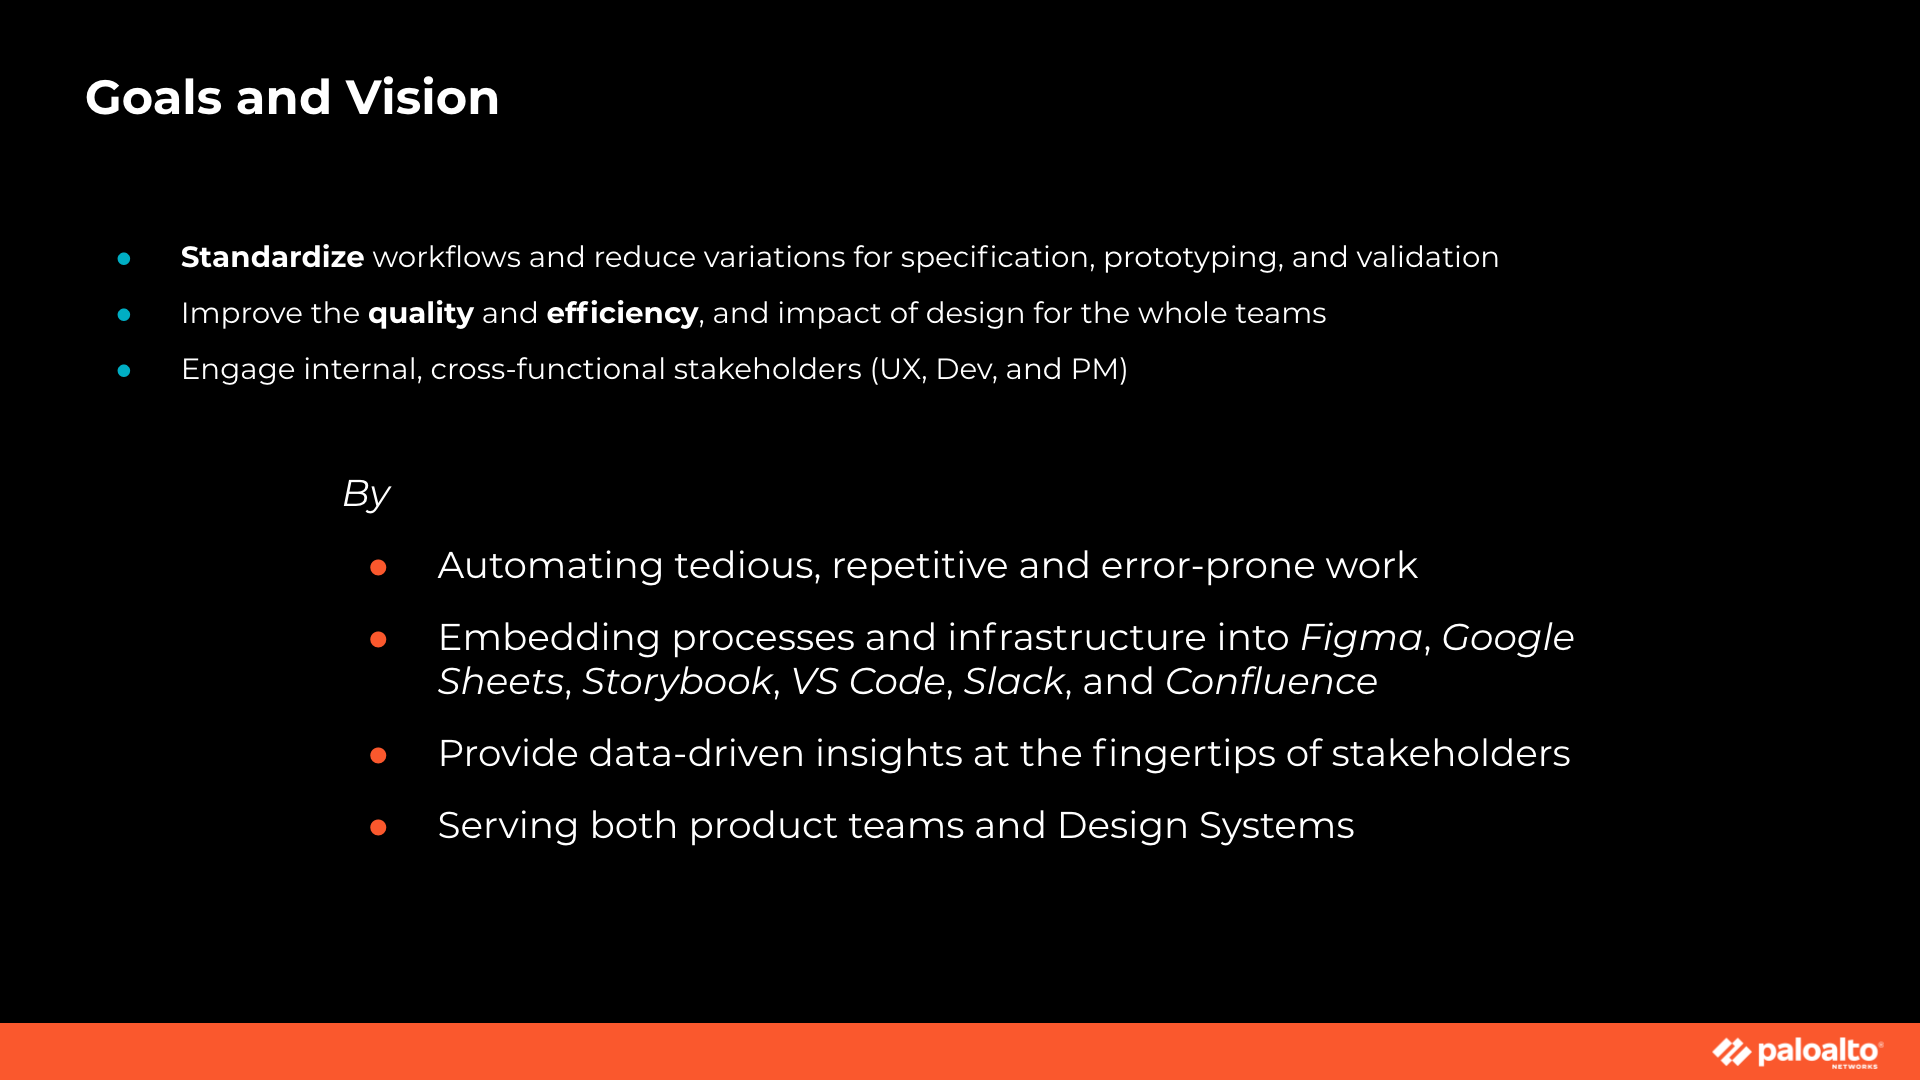 Goals and Vision
● Standardize workflows and reduce variations for specification, prototyping, and validation
● Improve the quality and efficiency, and impact of design for the whole teams
● Engage internal, cross-functional stakeholders (UX, Dev, and PM)
By
● Automating tedious, repetitive and error-prone work
● Embedding processes and infrastructure into Figma, Google
Sheets, Storybook, VS Code, Slack, and Confluence
● Provide data-driven insights at the fingertips of stakeholders
● Serving both product teams and Design Systems
paloalto®
NETWORKS